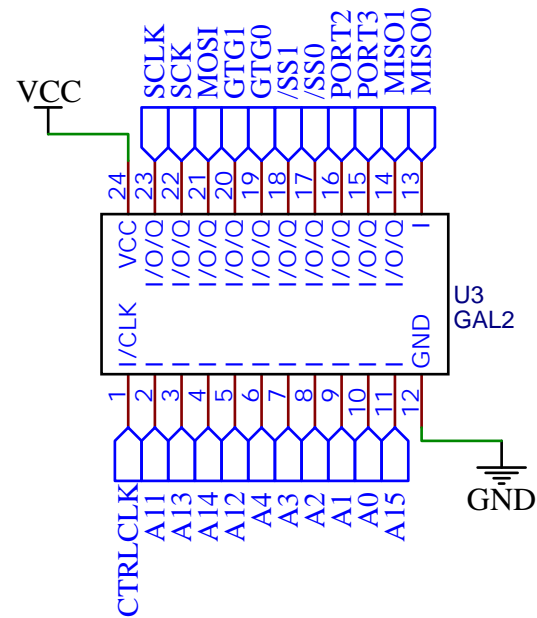 VCC
SCLK
SCK
MOSI
GTG1
GTG0
/SS1
/SS0
PORT2
PORT3
MISO1
MISO0
24
23
22
21
20
19
18
17
16
15
14
13
VCC
I/O/Q
I/O/Q
I/O/Q
I/O/Q
I/O/Q
I/O/Q
I/O/Q
I/O/Q
I/O/Q
I/O/Q
I
U3
GAL2
I/CLK
I
I
I
I
I
I
I
I
I
I
GND
1
2
3
4
5
6
7
8
9
10
11
12
CTRLCLK
A11
A13
A14
A12
A4
A3
A2
A1
A0
A15
GND